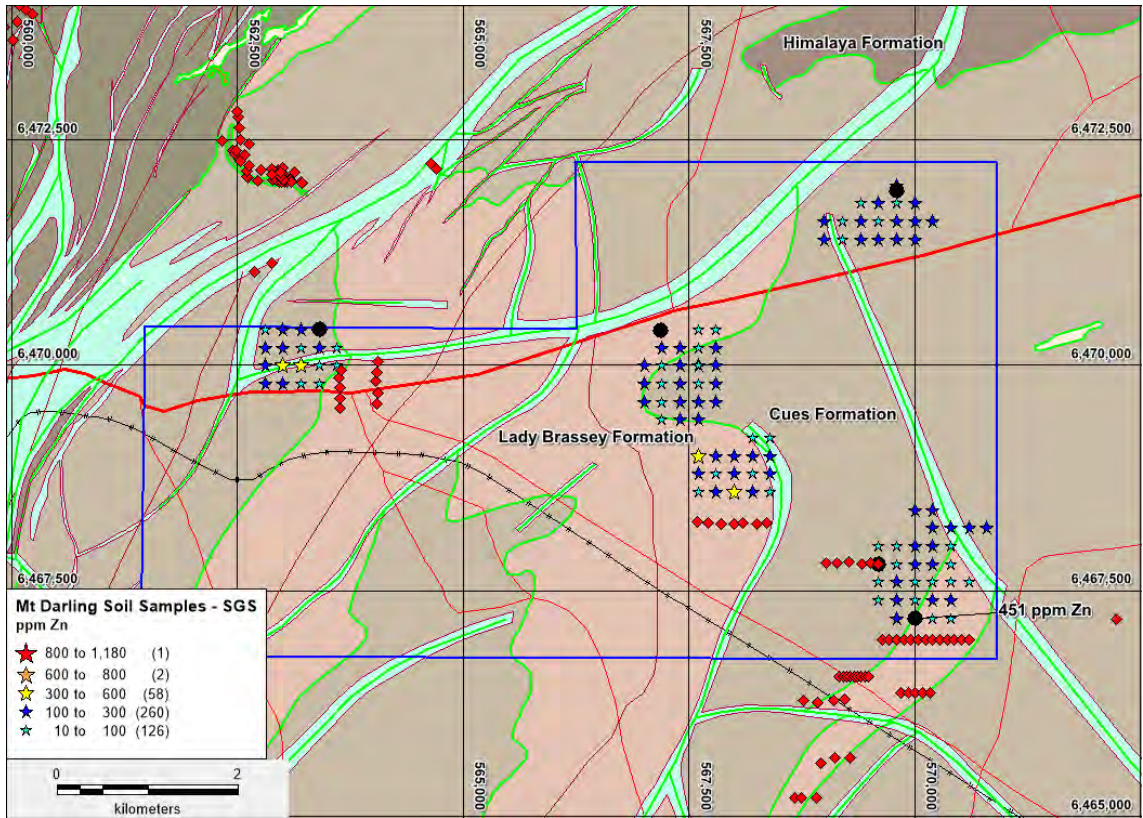 560,000
562,500
565,000
567,500
Himalaya Formation
6,472,500
6,472,500
6,470,000
6,470,000
Cues Formation
Lady Brassey Formation
6,467,500
6,467,500
451 ppm Zn
Mt Darling Soil Samples - SGS
ppm Zn
800 to 1,180 (1)
600 to 800 (2)
300 to 600 (58)
100 to 300 (260)
10 to 100 (126)
0 2
kilometers
565,000
567,500
570,000
6,465,000